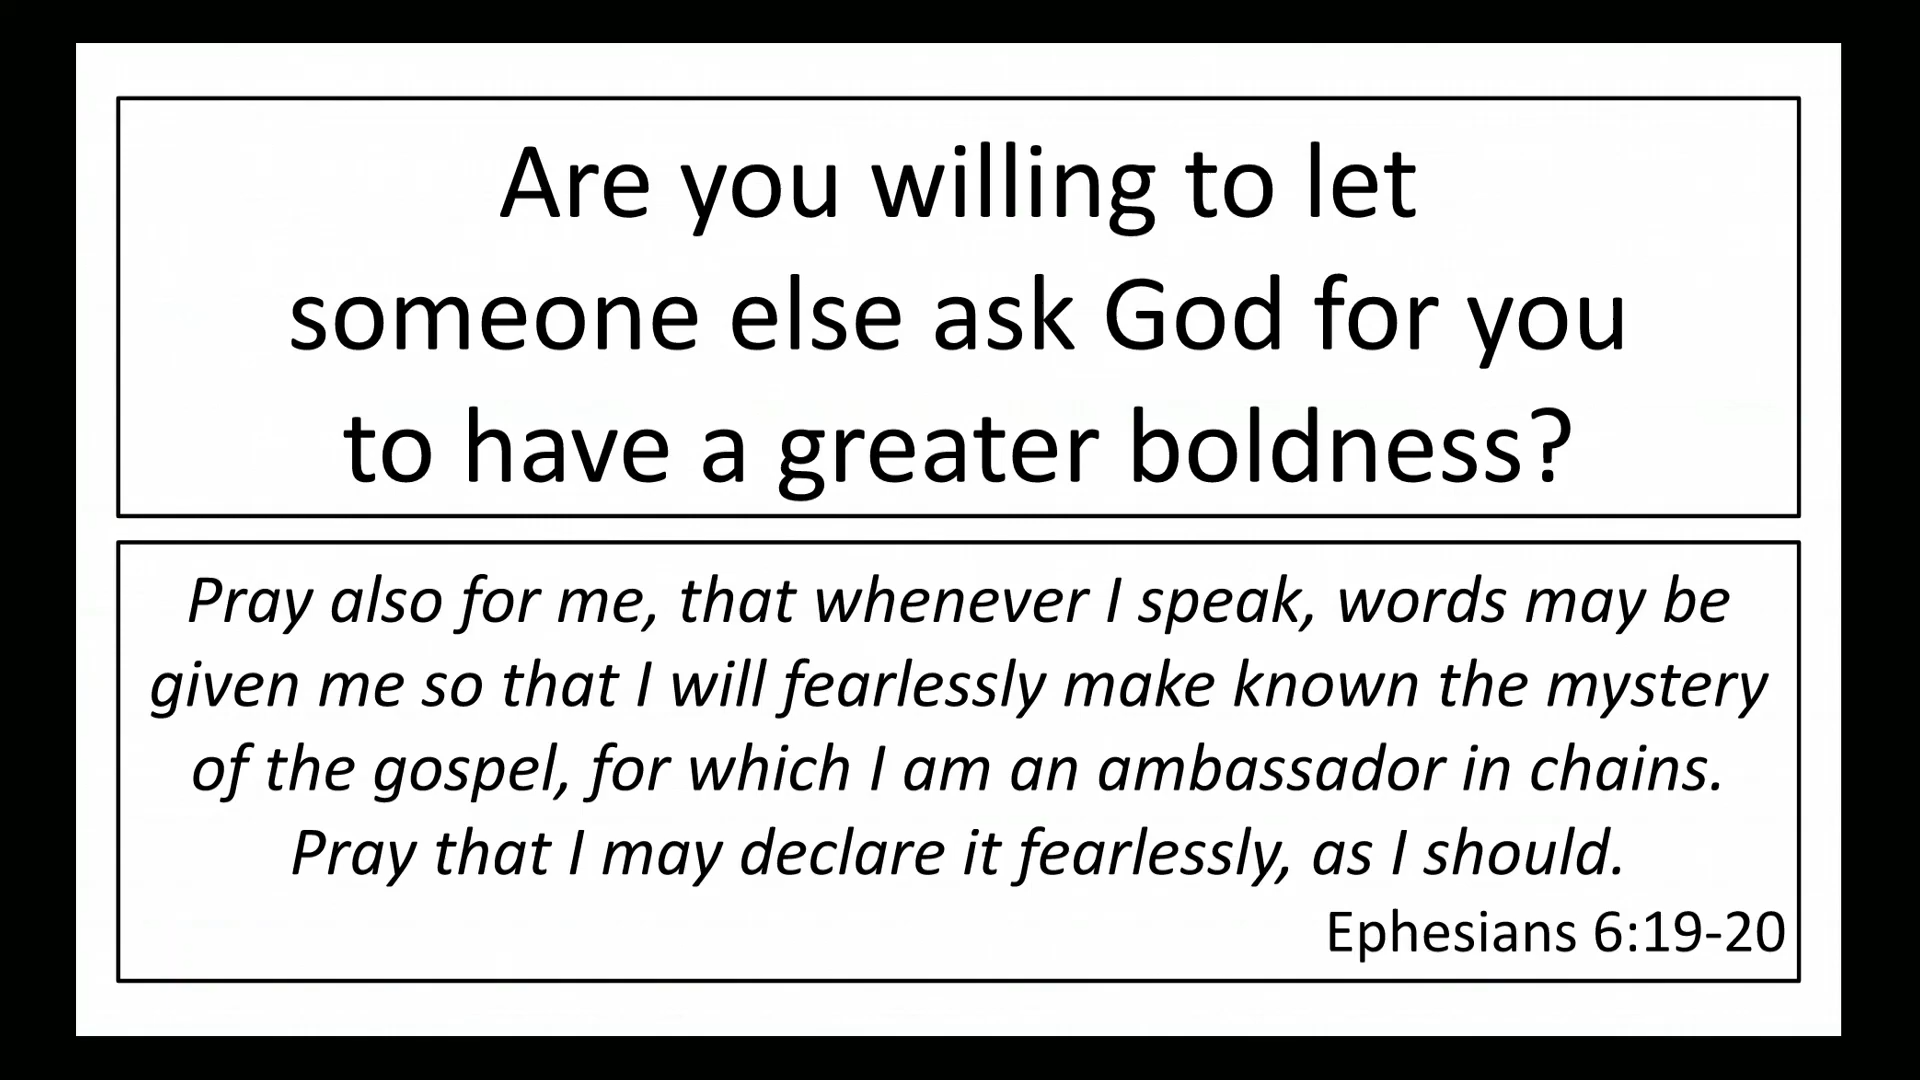 Are you willing to let
someone else ask God for you
to have a greater boldness?
Pray also for me, that whenever I speak, words may be
given me so that I will fearlessly make known the mystery
of the gospel, for which I am an ambassador in chains.
Pray that I may declare it fearlessly, as I should.
Ephesians 6:19-20